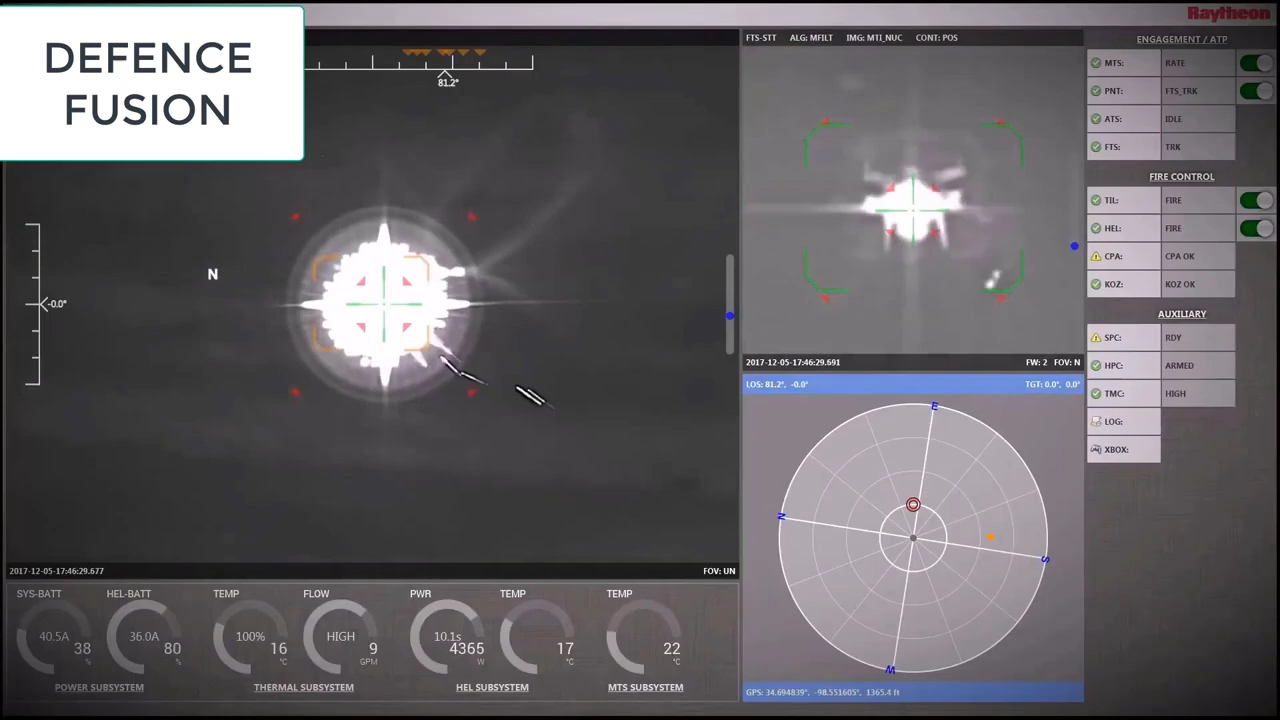 DEFENCE
FUSION
Raytheon
81.2°
-0.0°
N
2017-12-05-17:46:29.677 FOV: UN
FTS-STT ALG: MFILT IMG: MTI_NUC CONT: POS
2017-12-05-17:46:29.691 FW: 2 FOV: N
LOS: 81.2°, -0.0° TGT: 0.0°, 0.0°
E
N
S
W
GPS: 34.694839°, -98.551605°, 1365.4 ft
ENGAGEMENT / ATP
MTS: RATE
PNT: FTS_TRK
ATS: IDLE
FTS: TRK
FIRE CONTROL
TIL: FIRE
HEL: FIRE
CPA: CPA OK
KOZ: KOZ OK
AUXILIARY
SPC: RDY
HPC: ARMED
TMC: HIGH
LOG:
XBOX:
SYS-BATT HEL-BATT TEMP FLOW PWR TEMP TEMP
40.5A 36.0A 100% HIGH 10.1s
38 80 16 9 4365 17 22
% % °C GPM W °C °C
POWER SUBSYSTEM THERMAL SUBSYSTEM HEL SUBSYSTEM MTS SUBSYSTEM